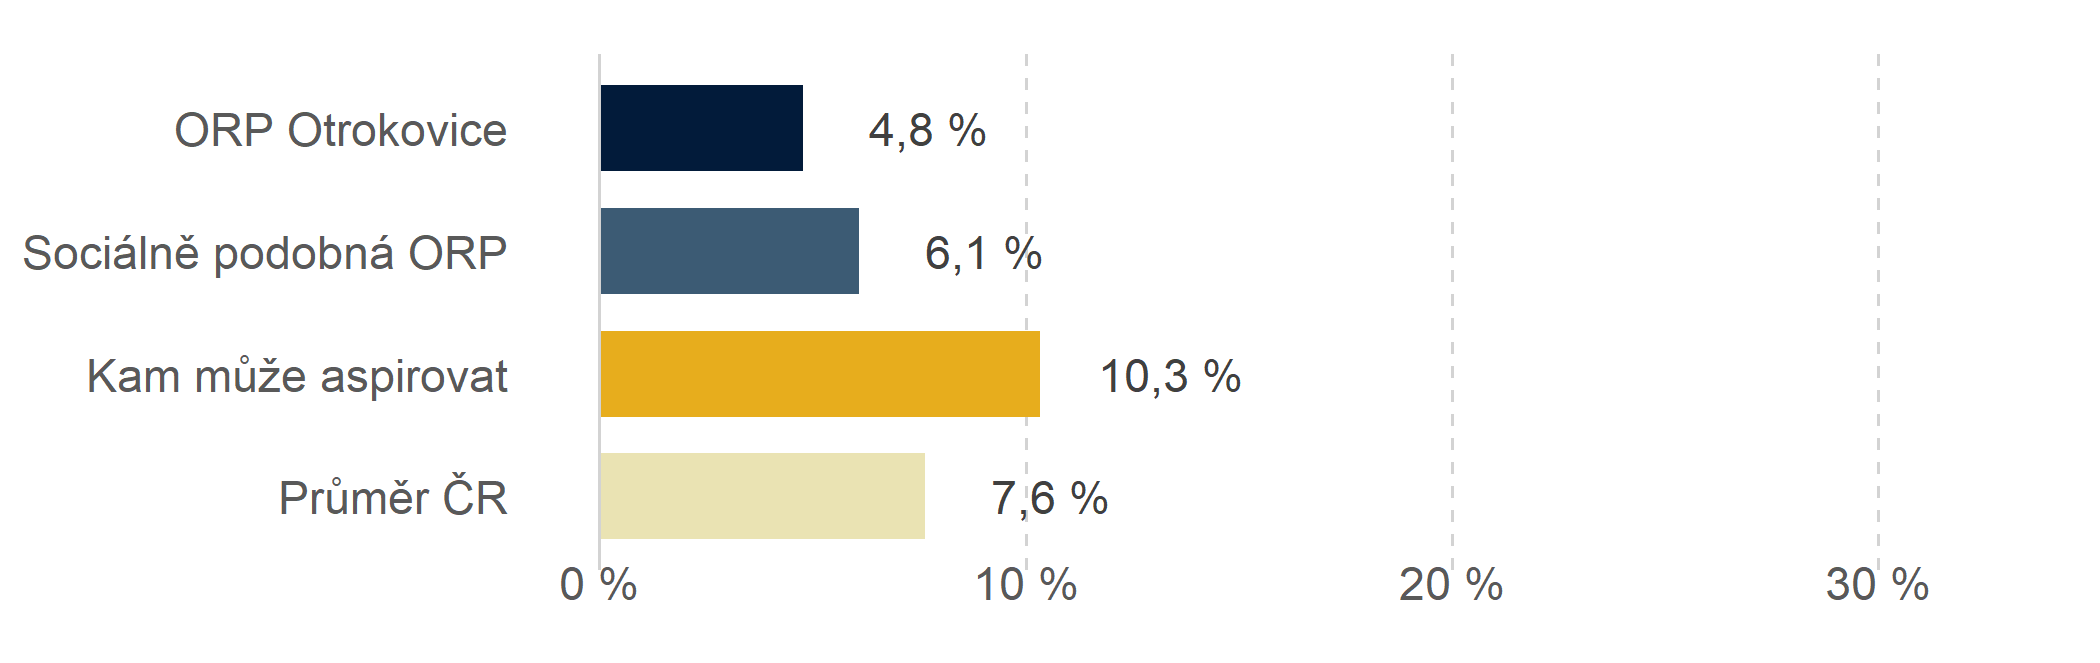 ORP Otrokovice 4,8 %
Sociálně podobná ORP 6,1 %
Kam může aspirovat 10,3 %
Průměr ČR 7,6 %
0 % 10 % 20 % 30 %